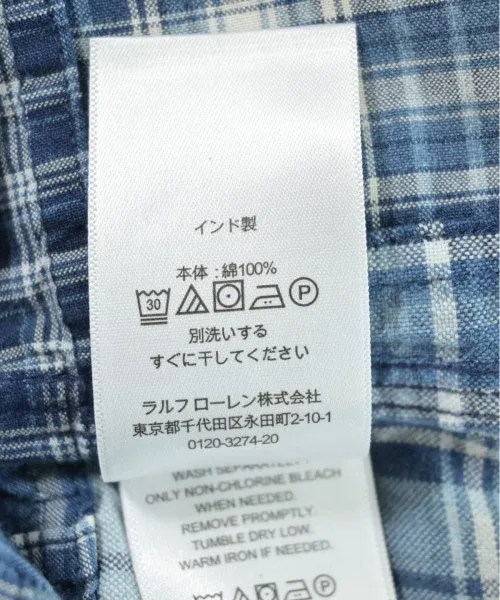 インド製
本体：綿100%
30
P
別洗いする
すぐに干してください
ラルフ ローレン株式会社
東京都千代田区永田町2-10-1
0120-3274-20
WASH SEPARATELY.
ONLY NON-CHLORINE BLEACH
WHEN NEEDED.
REMOVE PROMPTLY.
TUMBLE DRY LOW.
WARM IRON IF NEEDED.
P